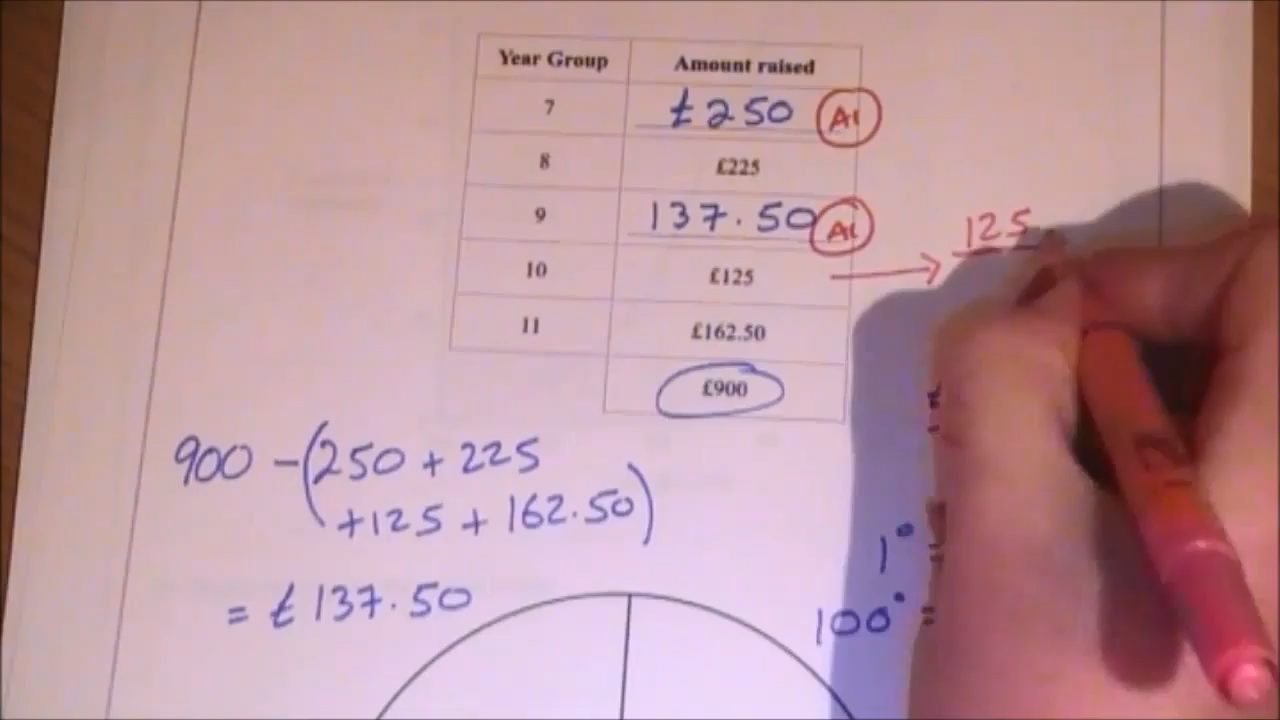 Year Group Amount raised
7 £250 A1
8 £225
9 137.50 A1
10 £125 125
11 £162.50
£900
900 - (250 + 225
+125 + 162.50)
= £137.50
1° =
100° =